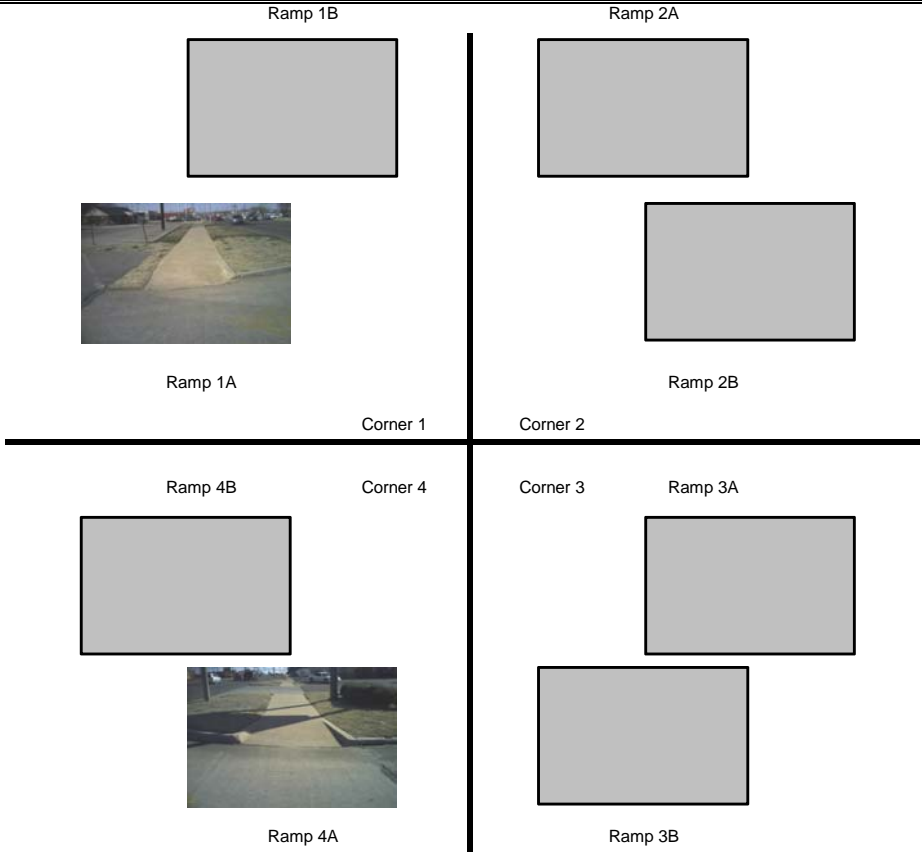 Ramp 1B Ramp 2A
Ramp 1A Ramp 2B
Corner 1 Corner 2
Ramp 4B Corner 4 Corner 3 Ramp 3A
Ramp 4A Ramp 3B